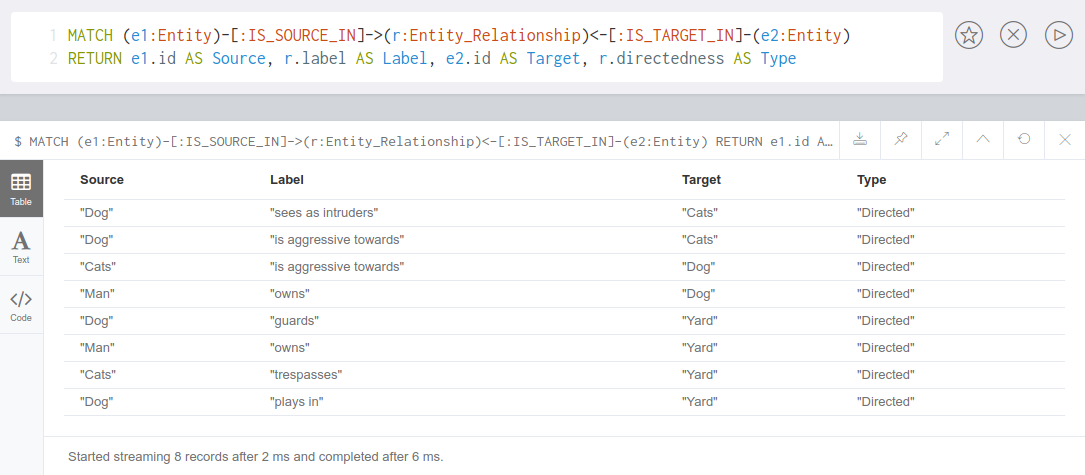 1 MATCH (e1:Entity)-[:IS_SOURCE_IN]->(r:Entity_Relationship)<-[:IS_TARGET_IN]-(e2:Entity)
2 RETURN e1.id AS Source, r.label AS Label, e2.id AS Target, r.directedness AS Type
$ MATCH (e1:Entity)-[:IS_SOURCE_IN]->(r:Entity_Relationship)<-[:IS_TARGET_IN]-(e2:Entity) RETURN e1.id A…
Table
Text
Code
Source Label Target Type
"Dog" "sees as intruders" "Cats" "Directed"
"Dog" "is aggressive towards" "Cats" "Directed"
"Cats" "is aggressive towards" "Dog" "Directed"
"Man" "owns" "Dog" "Directed"
"Dog" "guards" "Yard" "Directed"
"Man" "owns" "Yard" "Directed"
"Cats" "trespasses" "Yard" "Directed"
"Dog" "plays in" "Yard" "Directed"
Started streaming 8 records after 2 ms and completed after 6 ms.